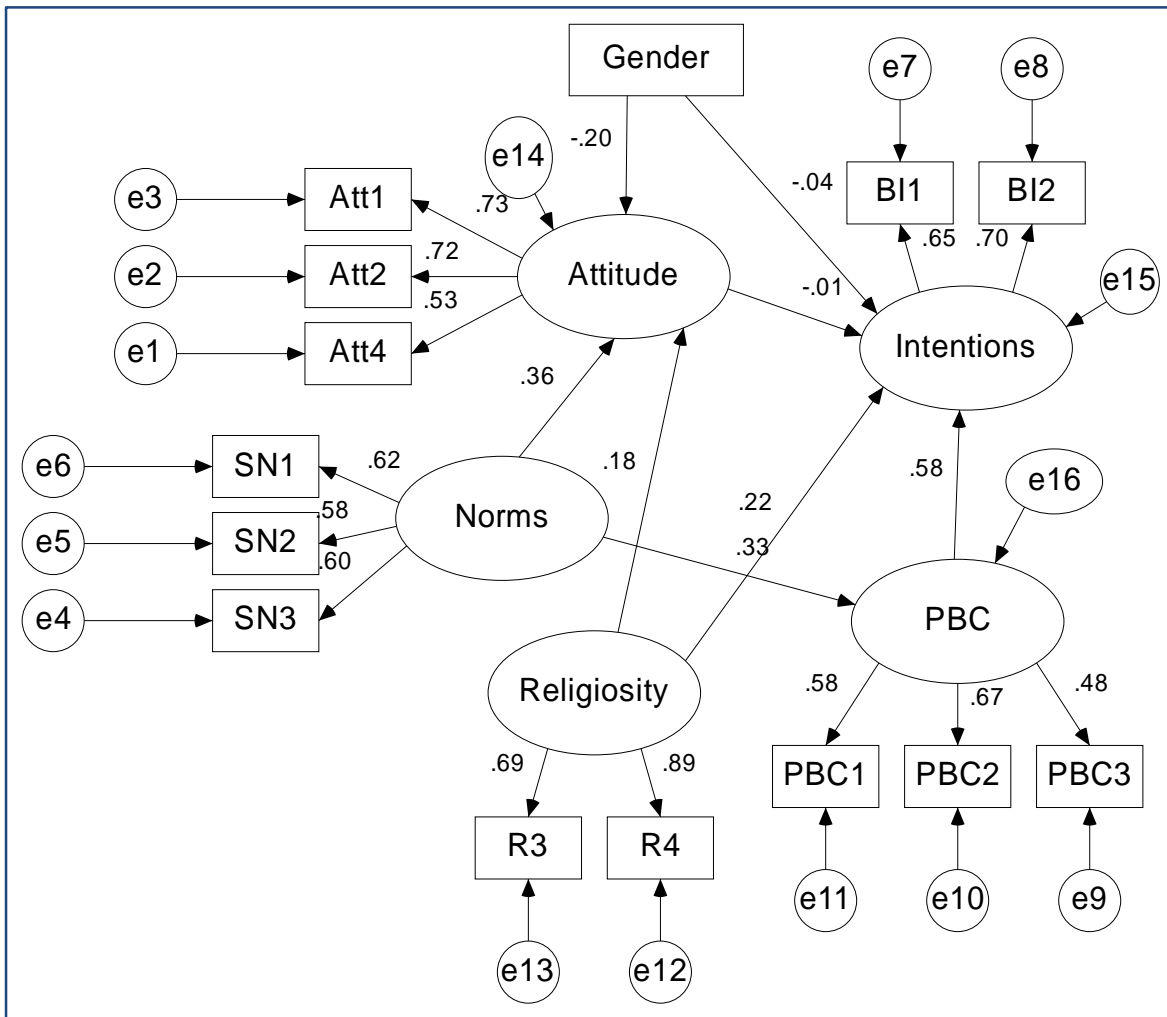 Gender
e7
e8
-.20
e14
e3
Att1
.73
-.04
BI1
BI2
e2
Att2
.72
Attitude
.65
.70
e15
.53
-.01
e1
Att4
Intentions
.36
e6
SN1
.62
.18
.58
e16
e5
SN2
.58
Norms
.22
.60
.33
e4
SN3
PBC
Religiosity
.58
.67
.48
.69
.89
PBC1
PBC2
PBC3
R3
R4
e11
e10
e9
e13
e12